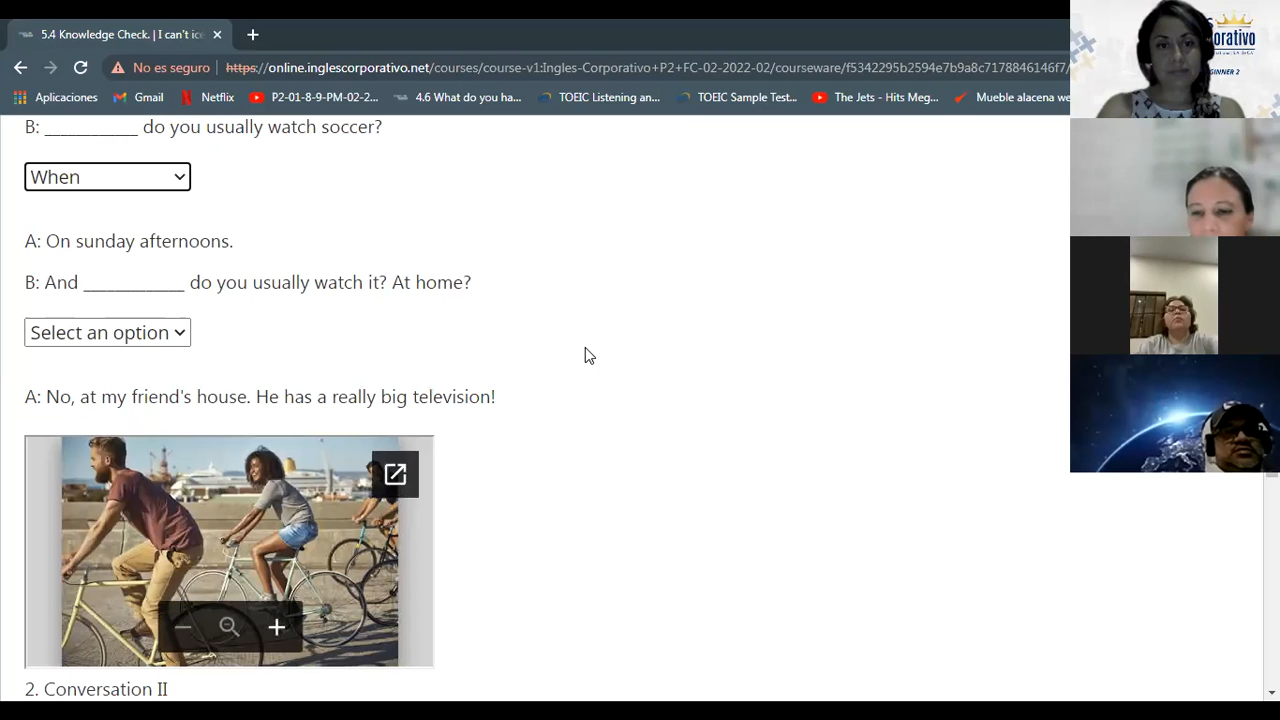 5.4 Knowledge Check. | I can't ic
No es seguro | https://online.inglescorporativo.net/courses/course-v1:Ingles-Corporativo+P2+FC-02-2022-02/courseware/f5342295b2594e7b9a8c7178846146f7/
Aplicaciones Gmail Netflix P2-01-8-9-PM-02-2... 4.6 What do you ha... TOEIC Listening an... TOEIC Sample Test... The Jets - Hits Meg... Mueble alacena we
orativo
GINNER 2
B: ____________ do you usually watch soccer?
When
A: On sunday afternoons.
B: And _____________ do you usually watch it? At home?
Select an option
A: No, at my friend's house. He has a really big television!
2. Conversation II